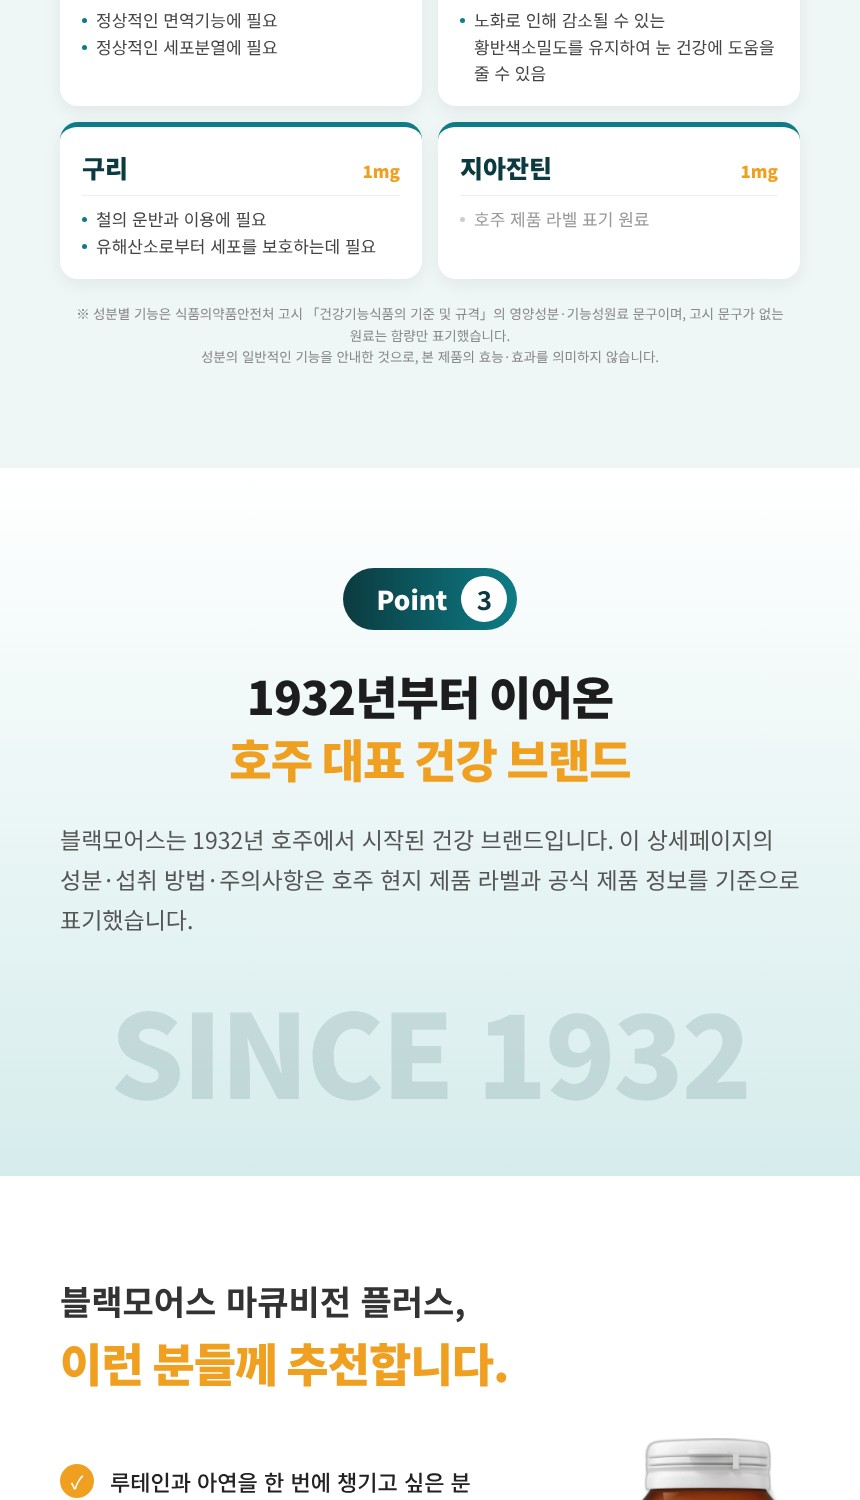 정상적인 면역기능에 필요
정상적인 세포분열에 필요
노화로 인해 감소될 수 있는
황반색소밀도를 유지하여 눈 건강에 도움을
줄 수 있음
구리 1mg
철의 운반과 이용에 필요
유해산소로부터 세포를 보호하는데 필요
지아잔틴 1mg
호주 제품 라벨 표기 원료
※ 성분별 기능은 식품의약품안전처 고시 「건강기능식품의 기준 및 규격」의 영양성분·기능성원료 문구이며, 고시 문구가 없는
원료는 함량만 표기했습니다.
성분의 일반적인 기능을 안내한 것으로, 본 제품의 효능·효과를 의미하지 않습니다.
Point 3
1932년부터 이어온
호주 대표 건강 브랜드
블랙모어스는 1932년 호주에서 시작된 건강 브랜드입니다. 이 상세페이지의
성분·섭취 방법·주의사항은 호주 현지 제품 라벨과 공식 제품 정보를 기준으로
표기했습니다.
SINCE 1932
블랙모어스 마큐비전 플러스,
이런 분들께 추천합니다.
✓ 루테인과 아연을 한 번에 챙기고 싶은 분